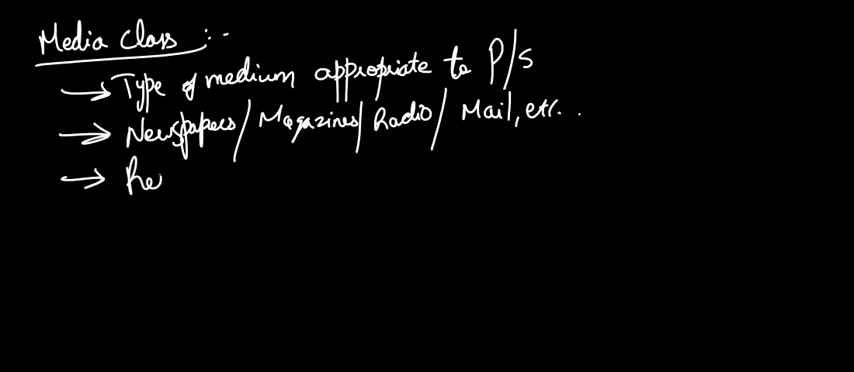 Media Class :-
→ Type of medium appropriate to P/S
→ Newspapers/ Magazines/ Radio/ Mail, etc..
→ Re